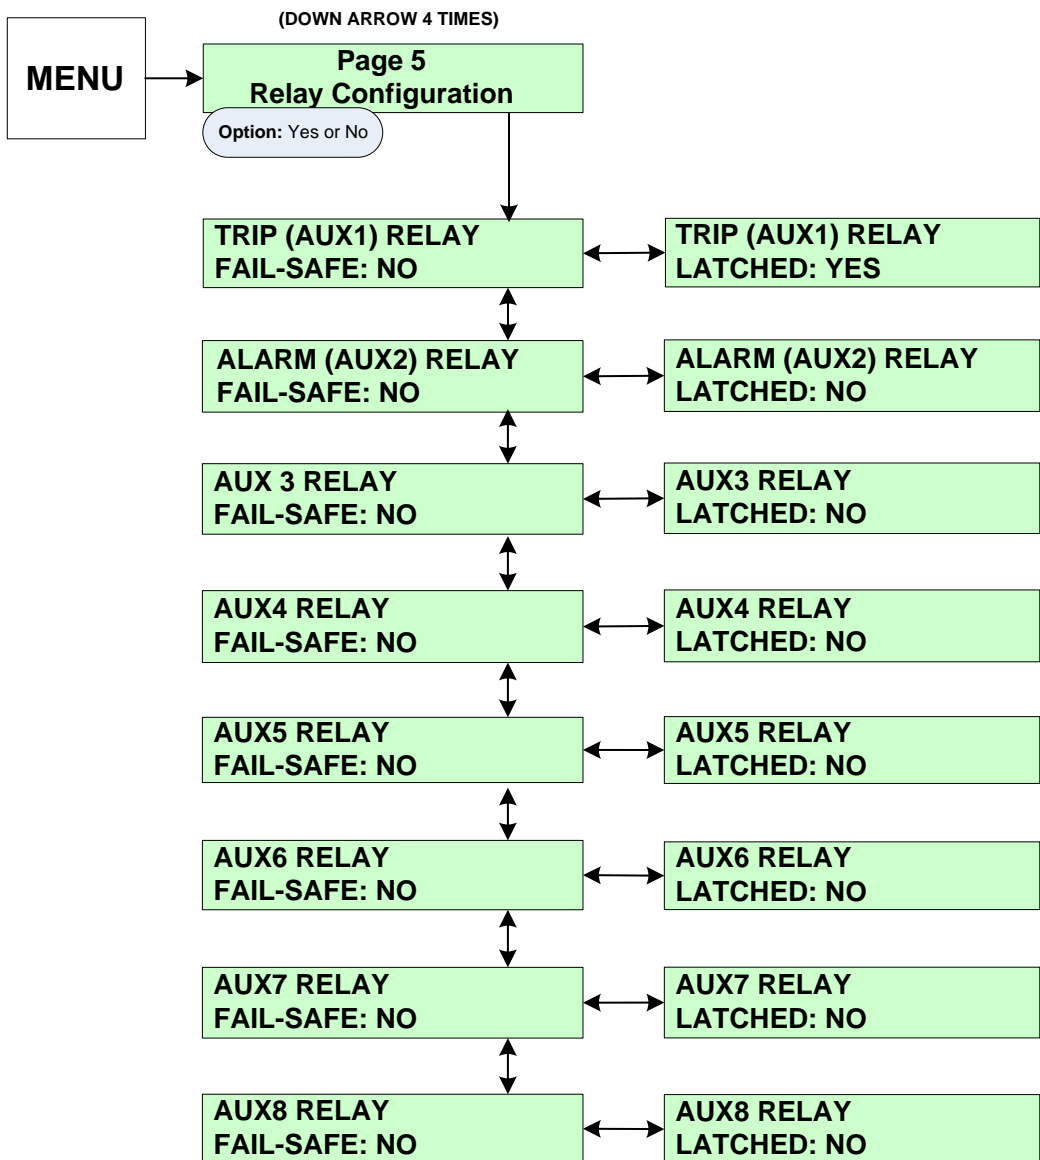 (DOWN ARROW 4 TIMES)
MENU
Page 5
Relay Configuration
Option: Yes or No
TRIP (AUX1) RELAY
FAIL-SAFE: NO
TRIP (AUX1) RELAY
LATCHED: YES
ALARM (AUX2) RELAY
FAIL-SAFE: NO
ALARM (AUX2) RELAY
LATCHED: NO
AUX 3 RELAY
FAIL-SAFE: NO
AUX3 RELAY
LATCHED: NO
AUX4 RELAY
FAIL-SAFE: NO
AUX4 RELAY
LATCHED: NO
AUX5 RELAY
FAIL-SAFE: NO
AUX5 RELAY
LATCHED: NO
AUX6 RELAY
FAIL-SAFE: NO
AUX6 RELAY
LATCHED: NO
AUX7 RELAY
FAIL-SAFE: NO
AUX7 RELAY
LATCHED: NO
AUX8 RELAY
FAIL-SAFE: NO
AUX8 RELAY
LATCHED: NO